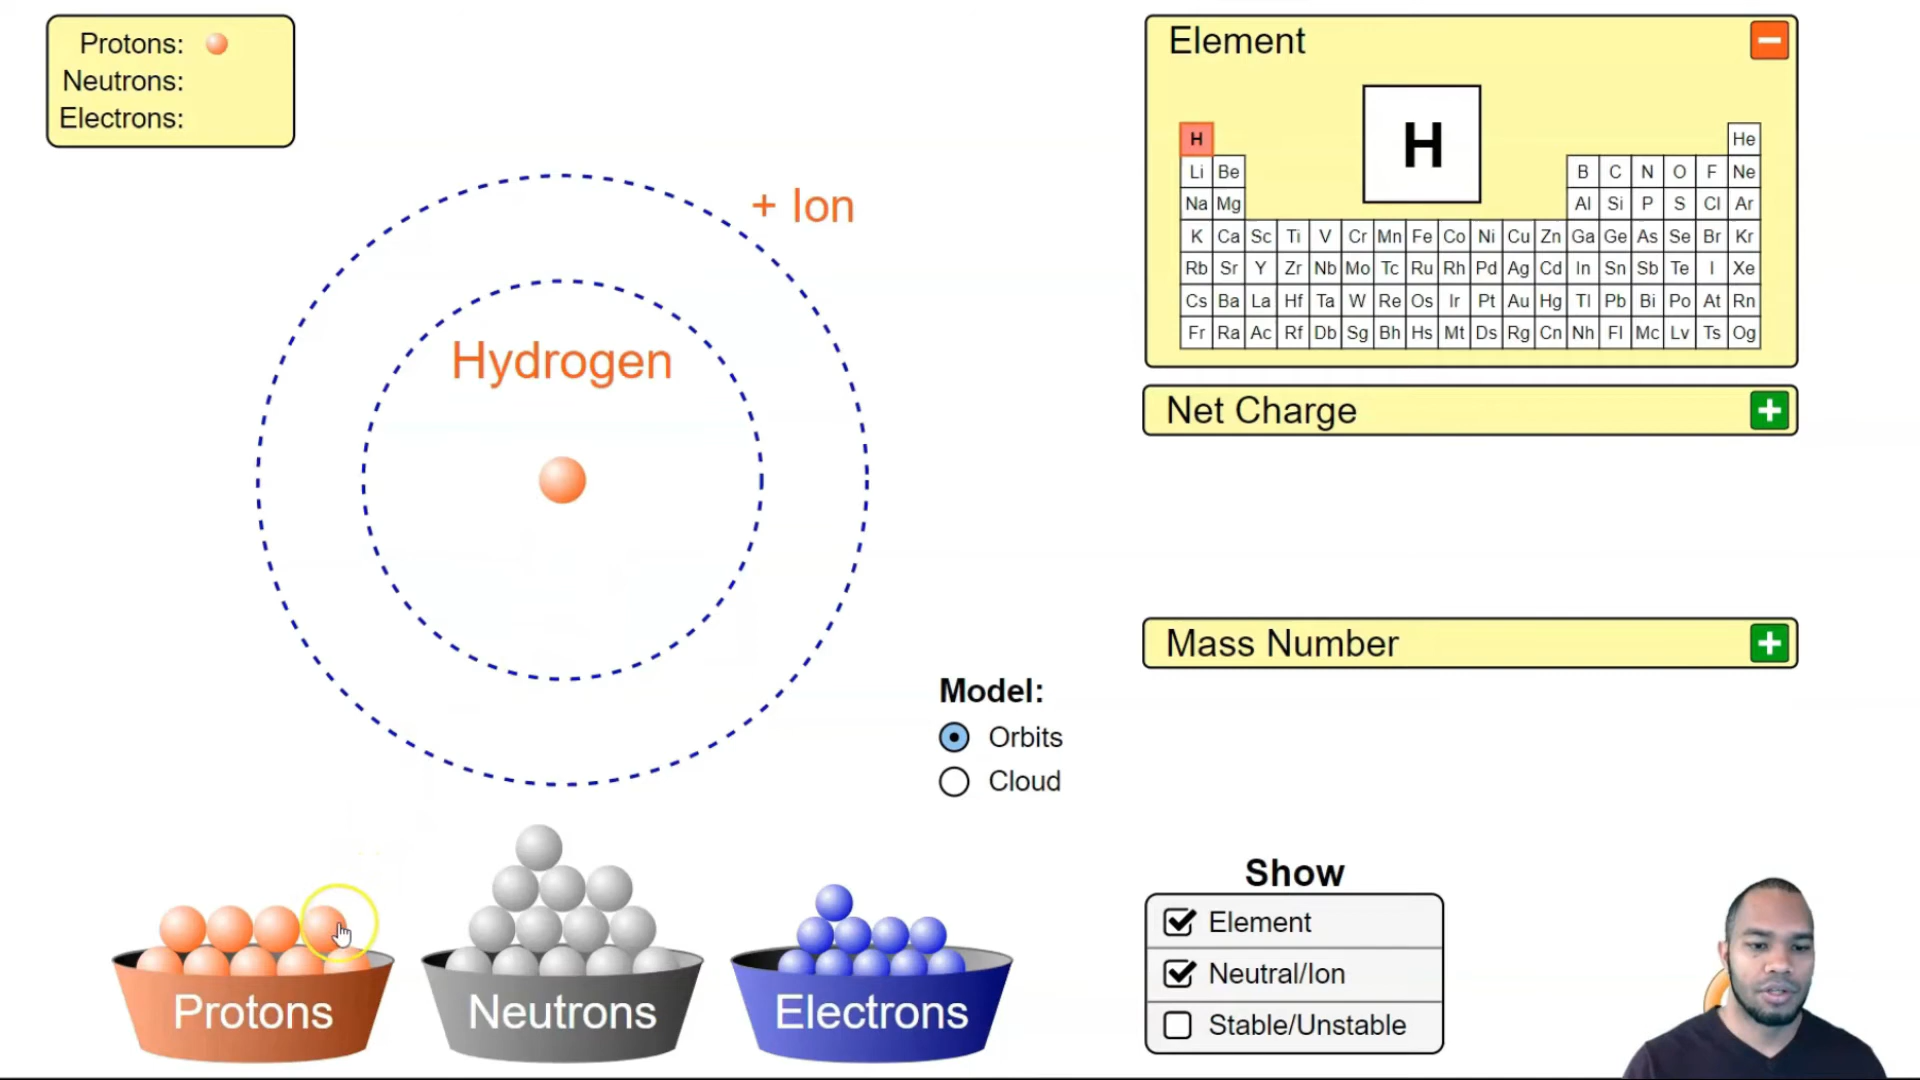 Protons:
Neutrons:
Electrons:
+ Ion
Hydrogen
Element
H
H He
Li Be B C N O F Ne
Na Mg Al Si P S Cl Ar
K Ca Sc Ti V Cr Mn Fe Co Ni Cu Zn Ga Ge As Se Br Kr
Rb Sr Y Zr Nb Mo Tc Ru Rh Pd Ag Cd In Sn Sb Te I Xe
Cs Ba La Hf Ta W Re Os Ir Pt Au Hg Tl Pb Bi Po At Rn
Fr Ra Ac Rf Db Sg Bh Hs Mt Ds Rg Cn Nh Fl Mc Lv Ts Og
Net Charge
Mass Number
Model:
Orbits
Cloud
Protons
Neutrons
Electrons
Show
Element
Neutral/Ion
Stable/Unstable